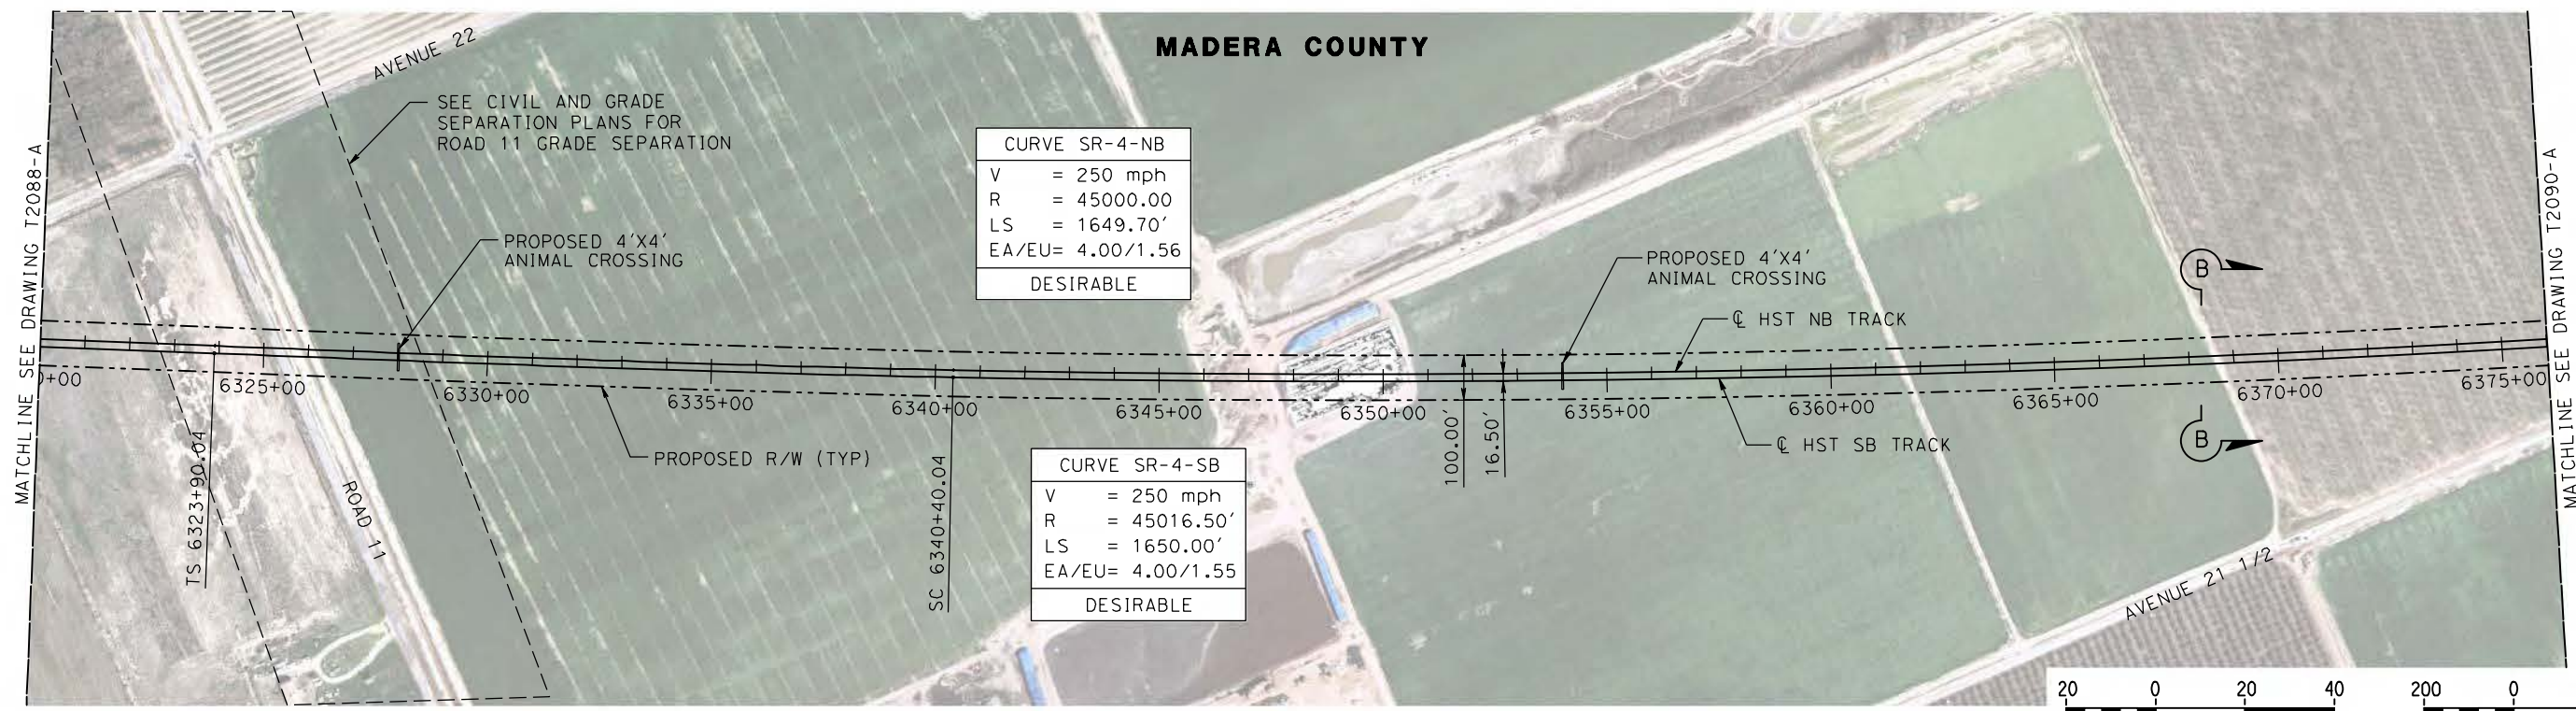 MADERA COUNTY
AVENUE 22
SEE CIVIL AND GRADE
SEPARATION PLANS FOR
ROAD 11 GRADE SEPARATION
MATCHLINE SEE DRAWING T2088-A
PROPOSED 4'X4'
ANIMAL CROSSING
CURVE SR-4-NB
V = 250 mph
R = 45000.00
LS = 1649.70'
EA/EU= 4.00/1.56
DESIRABLE
PROPOSED 4'X4'
ANIMAL CROSSING
℄ HST NB TRACK
B
MATCHLINE SEE DRAWING T2090-A
0+00
6325+00
6330+00
6335+00
6340+00
6345+00
6350+00
6355+00
6360+00
6365+00
6370+00
6375+00
TS 6323+90.04
ROAD 11
PROPOSED R/W (TYP)
SC 6340+40.04
CURVE SR-4-SB
V = 250 mph
R = 45016.50'
LS = 1650.00'
EA/EU= 4.00/1.55
DESIRABLE
100.00'
16.50'
℄ HST SB TRACK
B
AVENUE 21 1/2
20 0 20 40 200 0